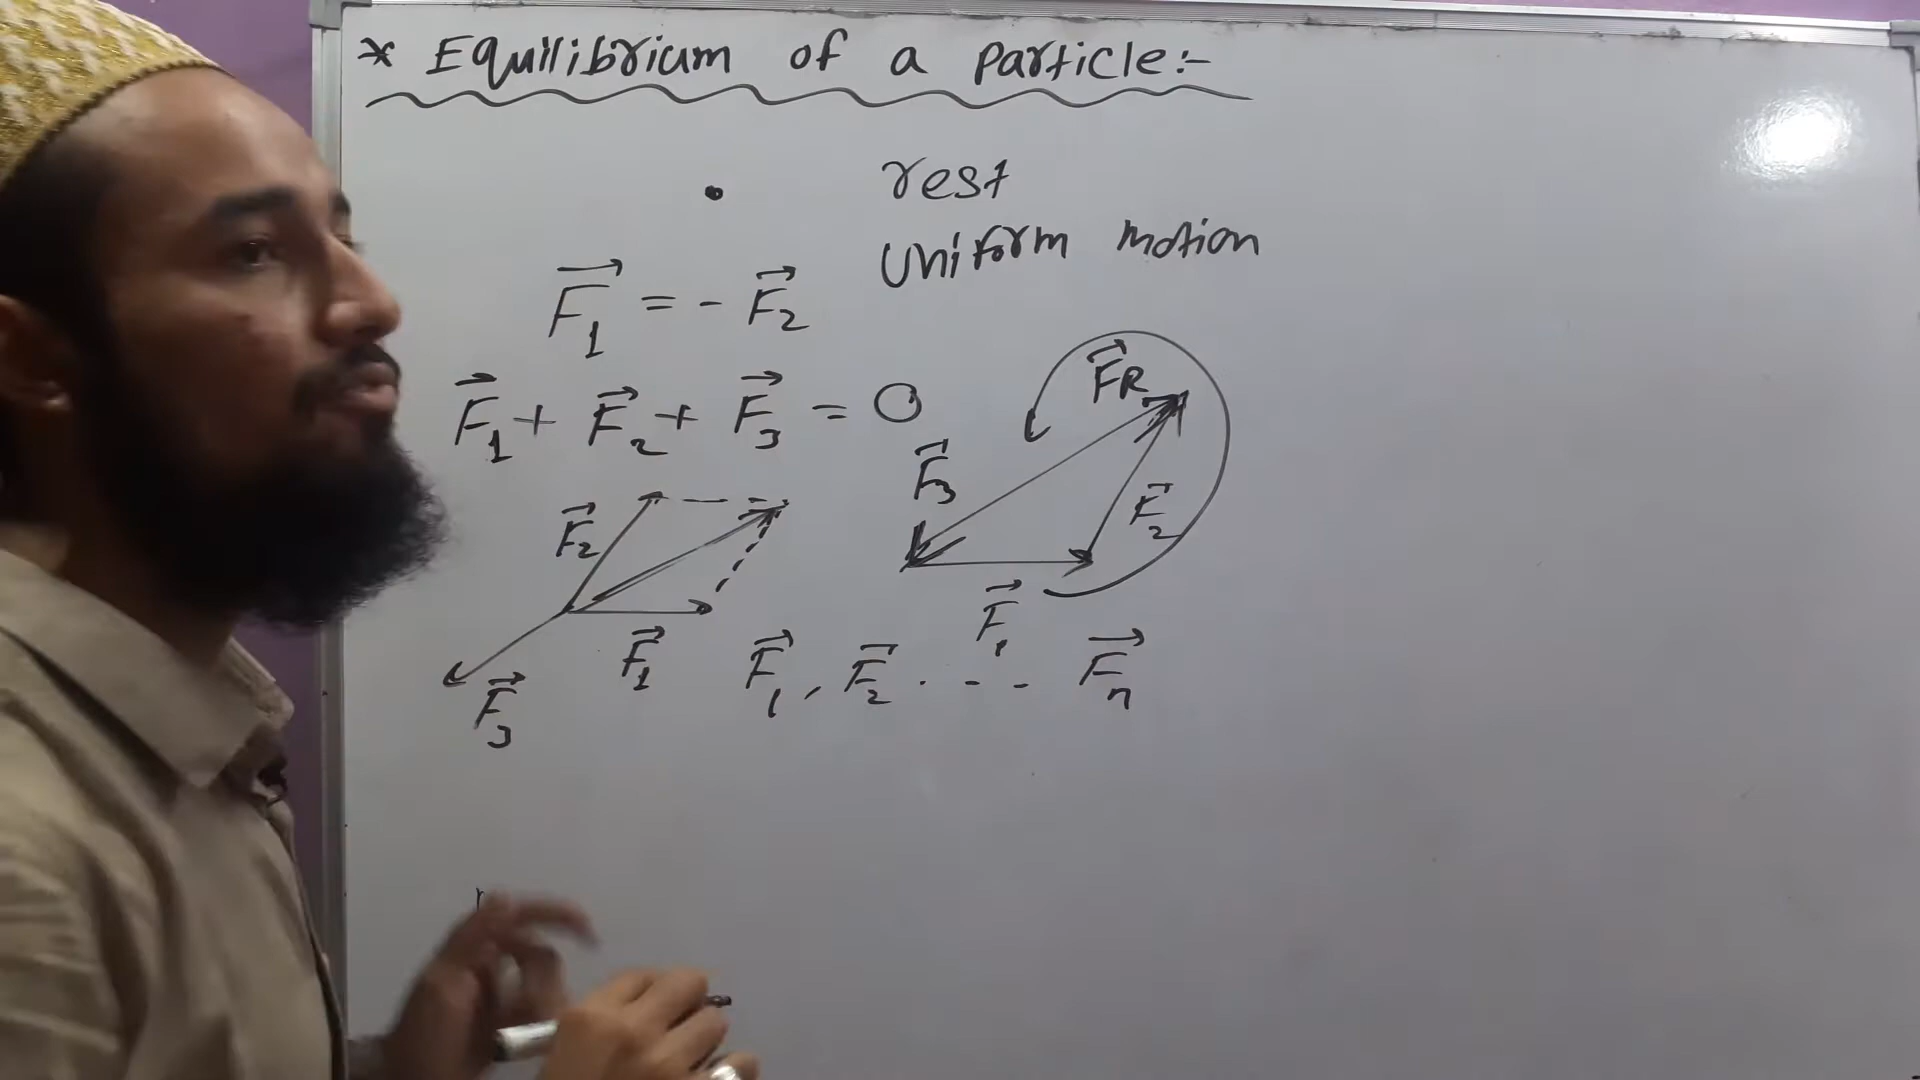 * Equilibrium of a particle:-
rest
Uniform motion
F⃗₁ = - F⃗₂
F⃗₁ + F⃗₂ + F⃗₃ = 0
F⃗R
F⃗₃
F⃗₂
F⃗₂
F⃗₁
F⃗₁
F⃗₃
F⃗₁, F⃗₂ . - - F⃗n